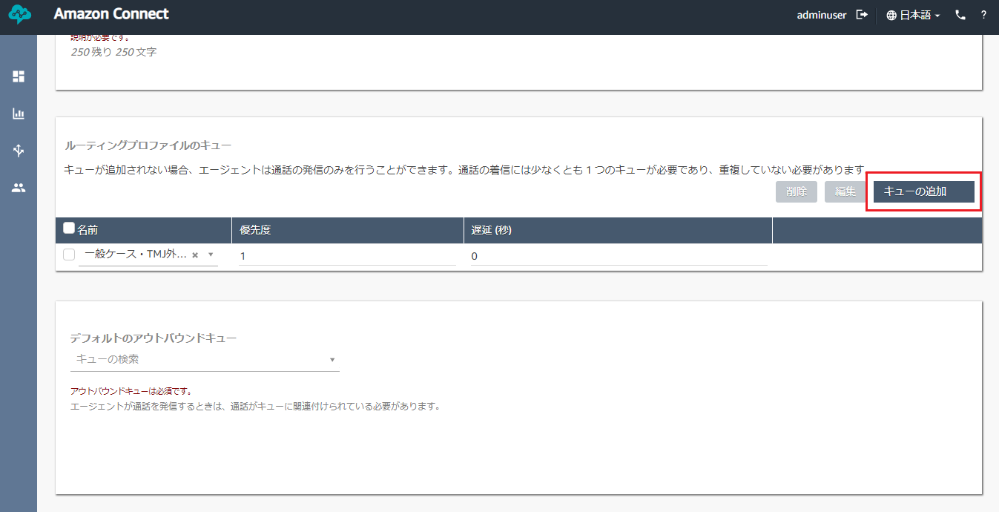 Amazon Connect
adminuser
日本語
?
説明が必要です。
250 残り 250 文字
ルーティングプロファイルのキュー
キューが追加されない場合、エージェントは通話の発信のみを行うことができます。通話の着信には少なくとも 1 つのキューが必要であり、重複していない必要があります
削除
編集
キューの追加
名前
優先度
遅延 (秒)
一般ケース・TMJ外...
1
0
デフォルトのアウトバウンドキュー
キューの検索
アウトバウンドキューは必須です。
エージェントが通話を発信するときは、通話がキューに関連付けられている必要があります。